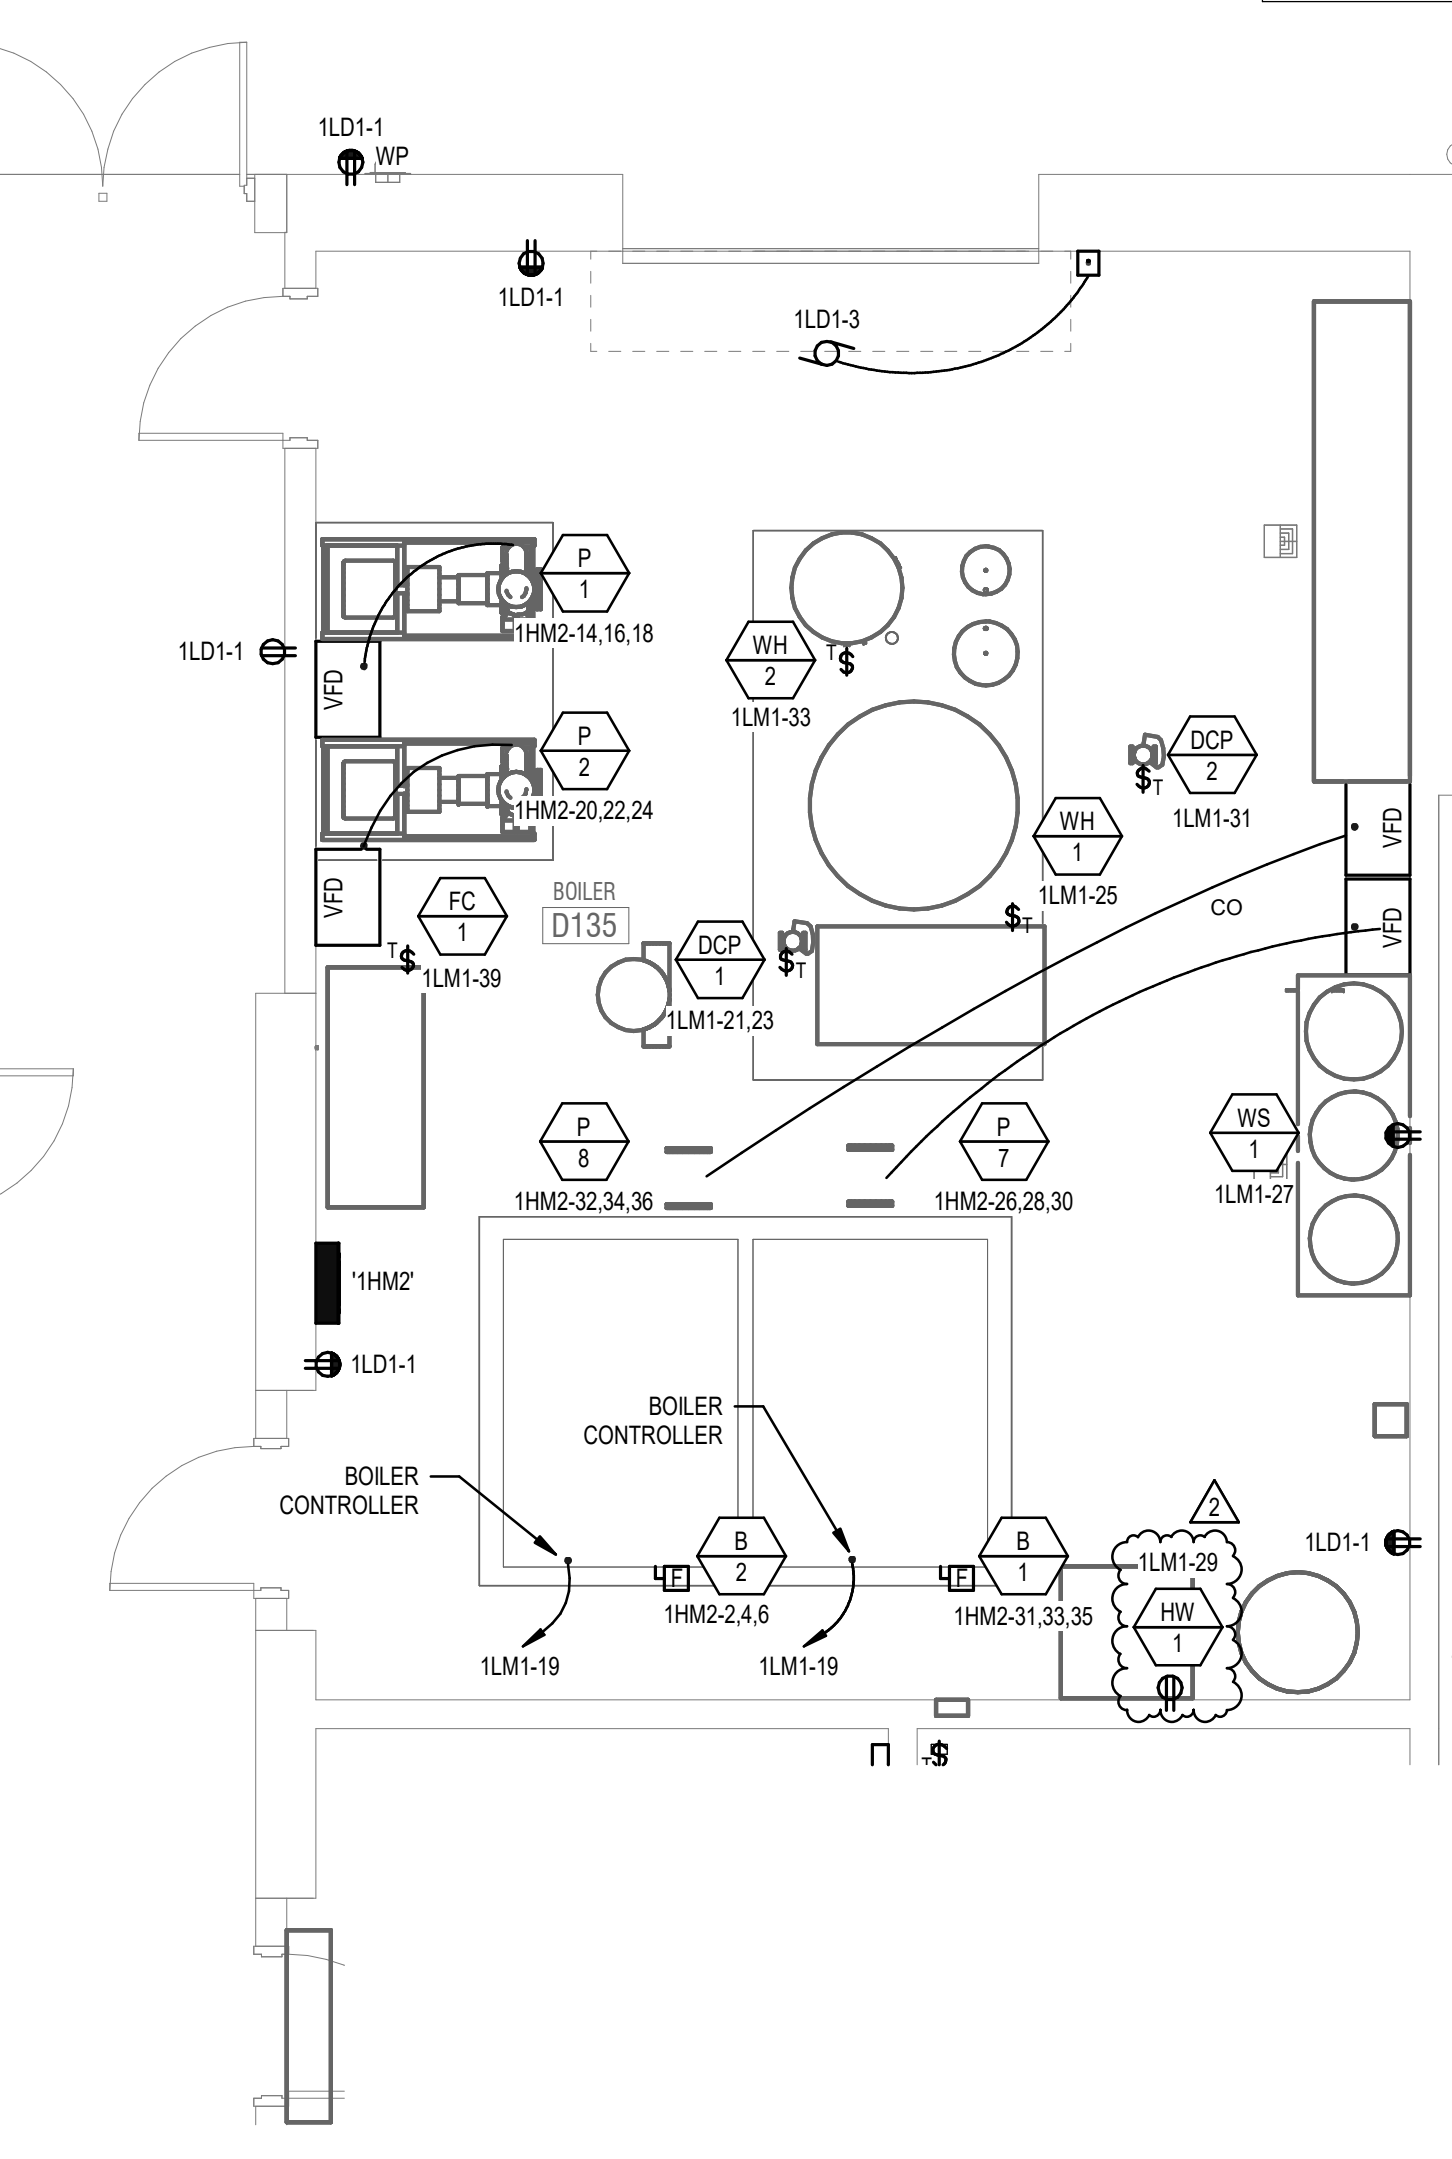 1LD1-1
WP
1LD1-1
1LD1-3
P
1
1HM2-14,16,18
1LD1-1
VFD
WH
2
T$
1LM1-33
P
2
1HM2-20,22,24
DCP
2
$T
1LM1-31
VFD
WH
1
1LM1-25
VFD
FC
1
T$
1LM1-39
BOILER
D135
DCP
1
$T
1LM1-21,23
$T
CO
VFD
P
8
1HM2-32,34,36
P
7
1HM2-26,28,30
WS
1
1LM1-27
'1HM2'
1LD1-1
BOILER
CONTROLLER
BOILER
CONTROLLER
2
1LD1-1
1LM1-29
B
2
F
1HM2-2,4,6
B
1
F
1HM2-31,33,35
HW
1
1LM1-19
1LM1-19
T$